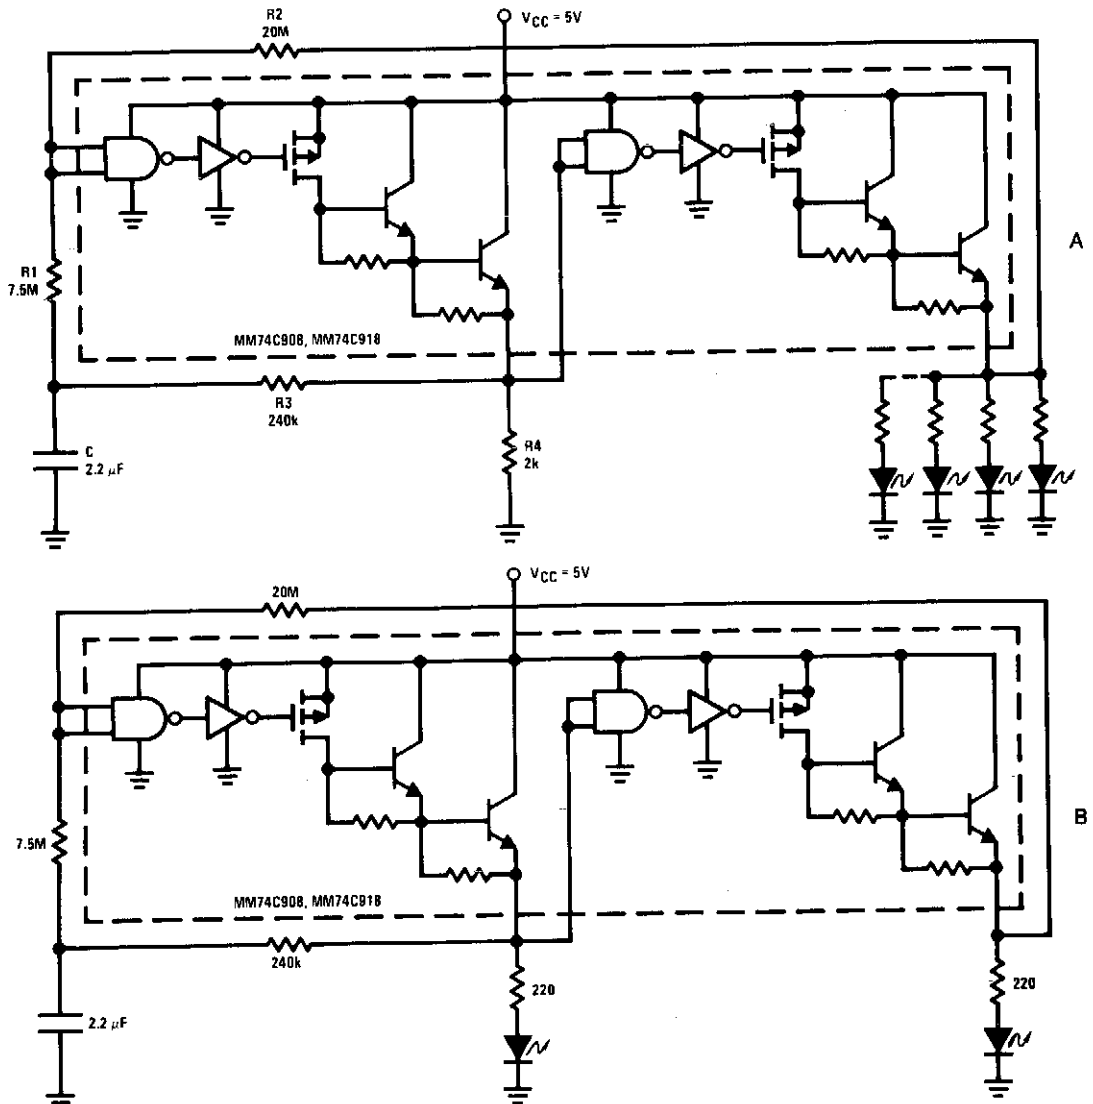 R2
20M
VCC = 5V
A
R1
7.5M
MM74C908, MM74C918
R3
240k
C
2.2 μF
R4
2k
VCC = 5V
20M
B
7.5M
MM74C908, MM74C918
240k
220
220
2.2 μF